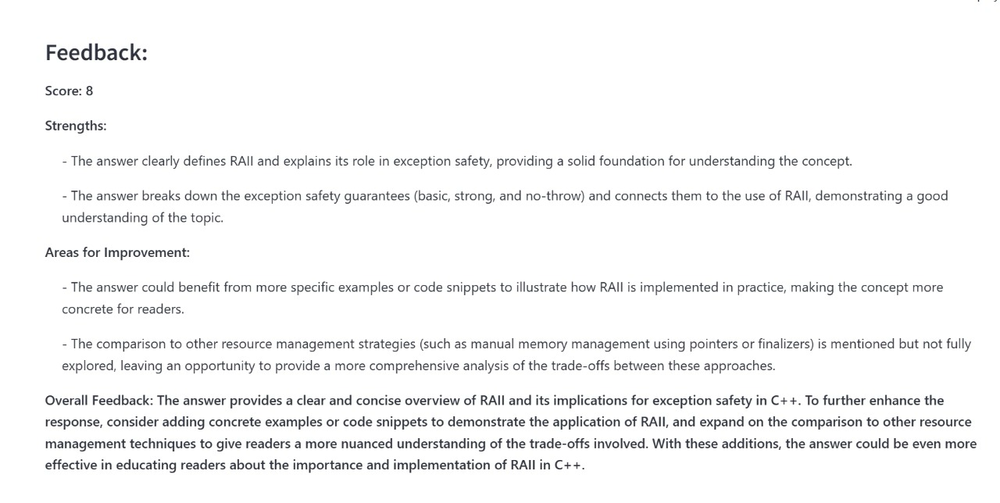 Feedback:
Score: 8
Strengths:
- The answer clearly defines RAII and explains its role in exception safety, providing a solid foundation for understanding the concept.
- The answer breaks down the exception safety guarantees (basic, strong, and no-throw) and connects them to the use of RAII, demonstrating a good
understanding of the topic.
Areas for Improvement:
- The answer could benefit from more specific examples or code snippets to illustrate how RAII is implemented in practice, making the concept more
concrete for readers.
- The comparison to other resource management strategies (such as manual memory management using pointers or finalizers) is mentioned but not fully
explored, leaving an opportunity to provide a more comprehensive analysis of the trade-offs between these approaches.
Overall Feedback: The answer provides a clear and concise overview of RAII and its implications for exception safety in C++. To further enhance the
response, consider adding concrete examples or code snippets to demonstrate the application of RAII, and expand on the comparison to other resource
management techniques to give readers a more nuanced understanding of the trade-offs involved. With these additions, the answer could be even more
effective in educating readers about the importance and implementation of RAII in C++.